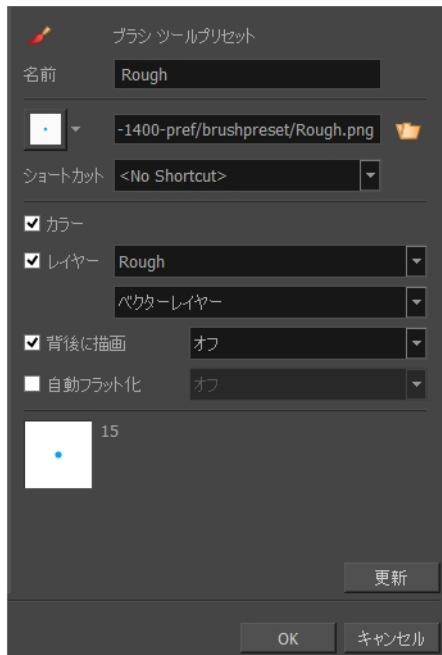 ブラシ ツールプリセット
名前 Rough
-1400-pref/brushpreset/Rough.png
ショートカット <No Shortcut>
カラー
レイヤー Rough
ベクターレイヤー
背後に描画 オフ
自動フラット化 オフ
15
更新
OK キャンセル